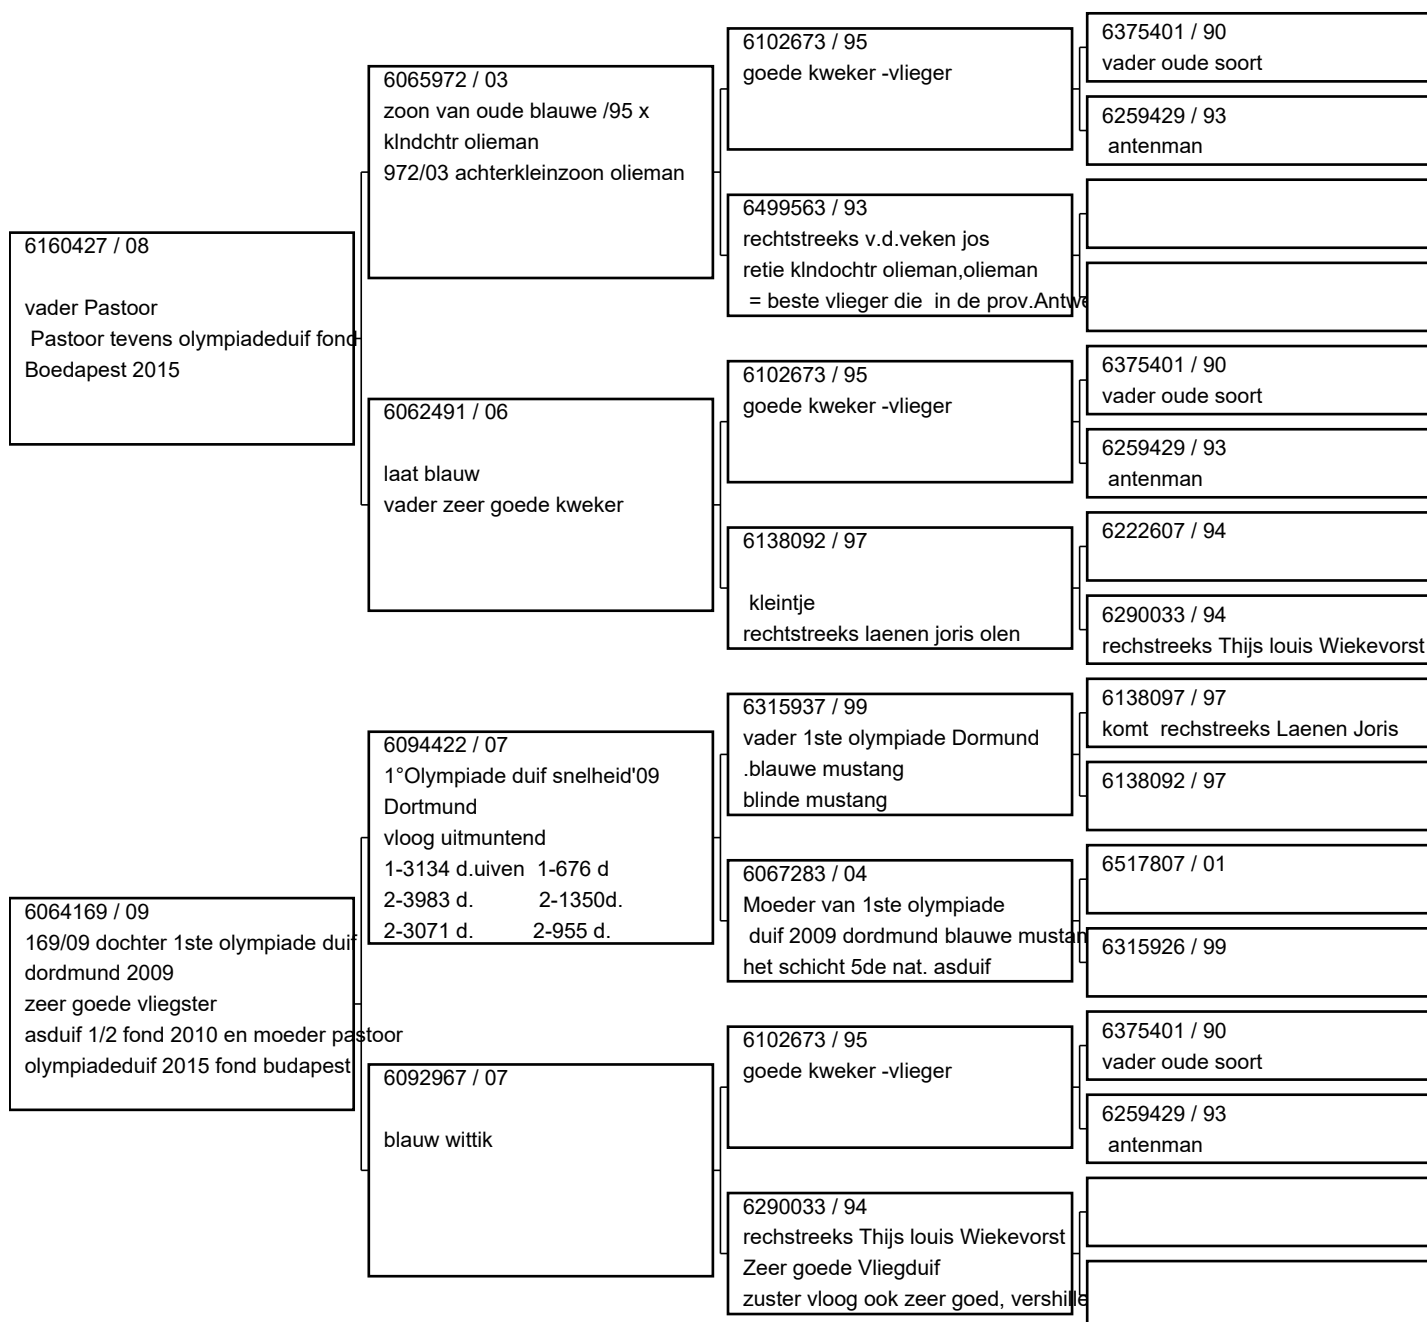 6160427 / 08
vader Pastoor
Pastoor tevens olympiadeduif fond
Boedapest 2015
6064169 / 09
169/09 dochter 1ste olympiade duif
dordmund 2009
zeer goede vliegster
asduif 1/2 fond 2010 en moeder pastoor
olympiadeduif 2015 fond budapest
6065972 / 03
zoon van oude blauwe /95 x
klndchtr olieman
972/03 achterkleinzoon olieman
6062491 / 06
laat blauw
vader zeer goede kweker
6094422 / 07
1°Olympiade duif snelheid'09
Dortmund
vloog uitmuntend
1-3134 d.uiven 1-676 d
2-3983 d. 2-1350d.
2-3071 d. 2-955 d.
6092967 / 07
blauw wittik
6102673 / 95
goede kweker -vlieger
6499563 / 93
rechtstreeks v.d.veken jos
retie klndochtr olieman,olieman
= beste vlieger die in de prov.Antwe
6102673 / 95
goede kweker -vlieger
6138092 / 97
kleintje
rechtstreeks laenen joris olen
6315937 / 99
vader 1ste olympiade Dormund
.blauwe mustang
blinde mustang
6067283 / 04
Moeder van 1ste olympiade
duif 2009 dordmund blauwe mustan
het schicht 5de nat. asduif
6102673 / 95
goede kweker -vlieger
6290033 / 94
rechstreeks Thijs louis Wiekevorst
Zeer goede Vliegduif
zuster vloog ook zeer goed, vershille
6375401 / 90
vader oude soort
6259429 / 93
antenman
6375401 / 90
vader oude soort
6259429 / 93
antenman
6222607 / 94
6290033 / 94
rechstreeks Thijs louis Wiekevorst
6138097 / 97
komt rechstreeks Laenen Joris
6138092 / 97
6517807 / 01
6315926 / 99
6375401 / 90
vader oude soort
6259429 / 93
antenman